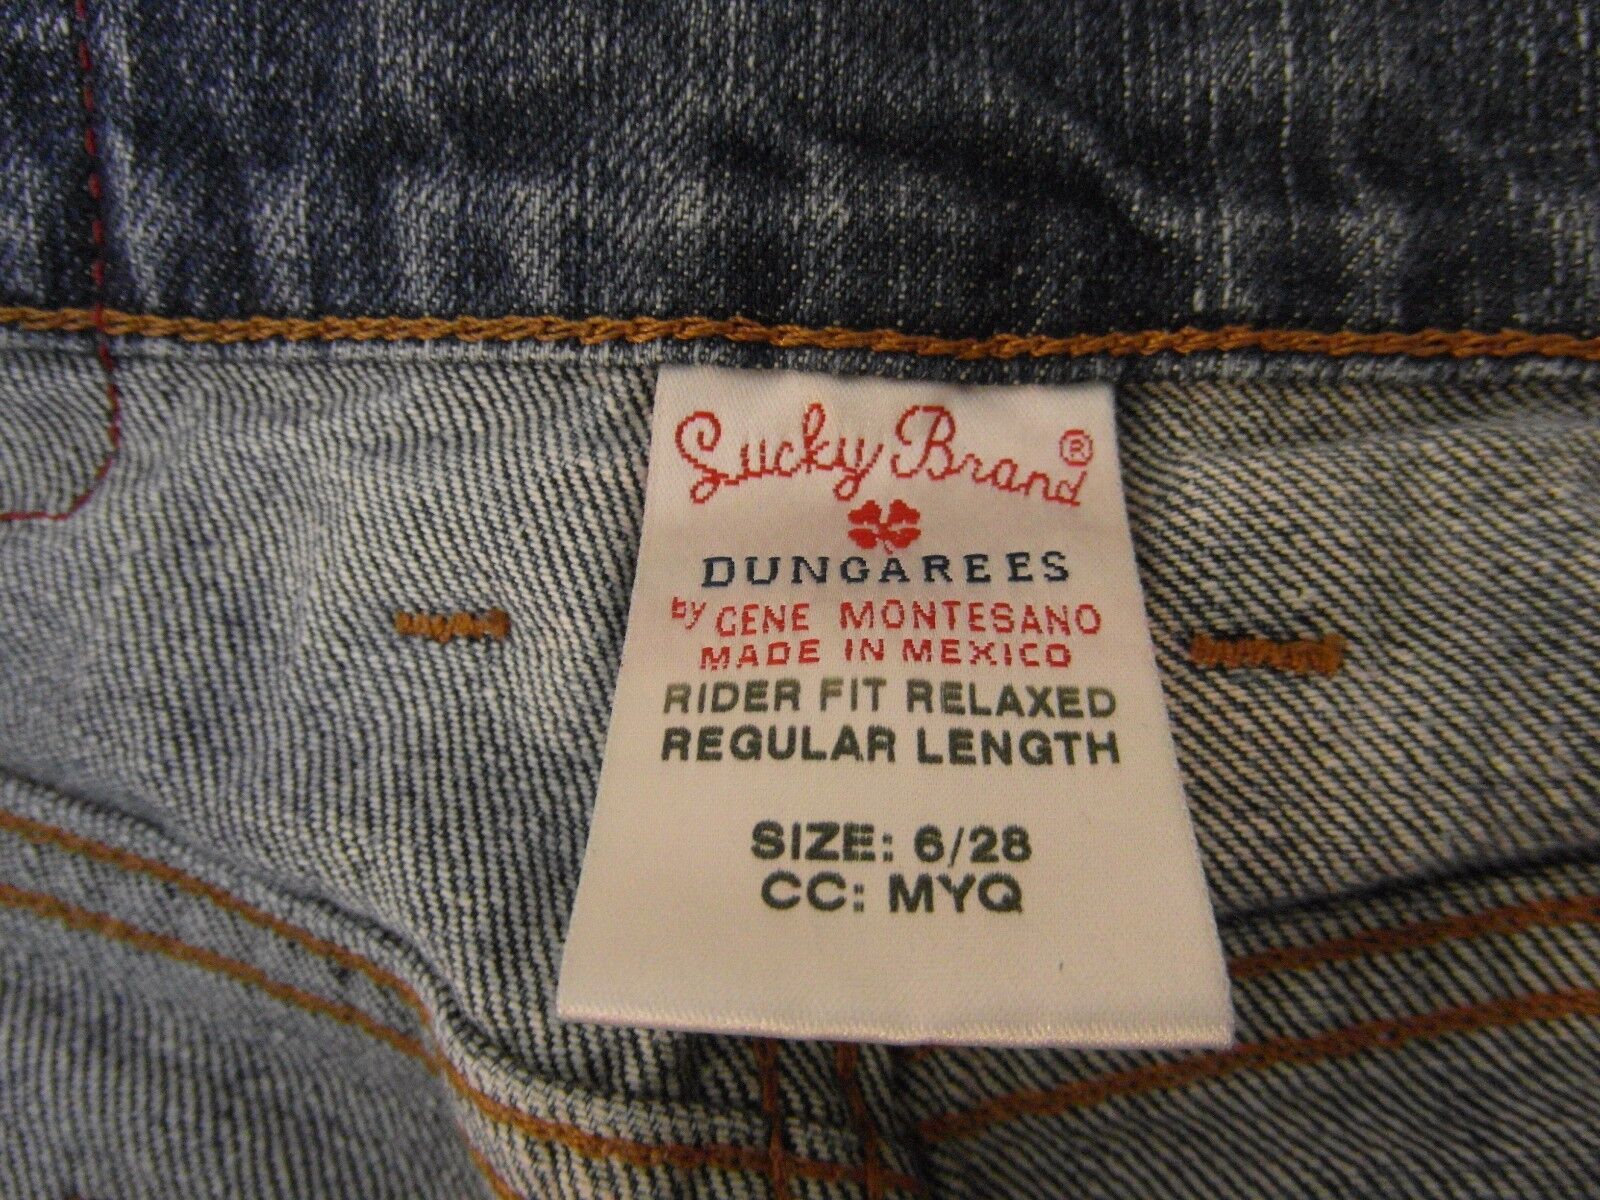 Lucky Brand®
DUNGAREES
by GENE MONTESANO
MADE IN MEXICO
RIDER FIT RELAXED
REGULAR LENGTH
SIZE: 6/28
CC: MYQ